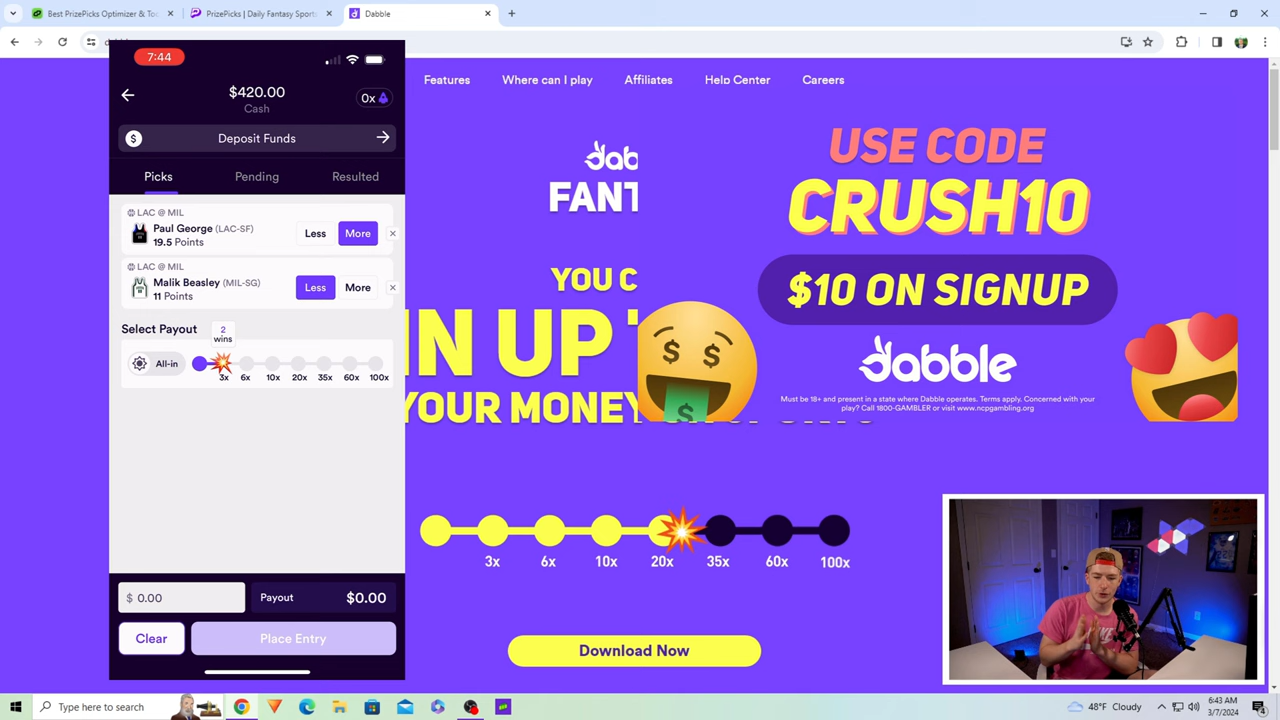 Best PrizePicks Optimizer & Too
PrizePicks | Daily Fantasy Sports
Dabble
7:44
$420.00
Cash
0x
$ Deposit Funds
Picks Pending Resulted
LAC @ MIL
Paul George (LAC-SF)
19.5 Points
Less More
LAC @ MIL
Malik Beasley (MIL-SG)
11 Points
Less More
Select Payout
2
wins
All-in
3x 6x 10x 20x 35x 60x 100x
$ 0.00
Payout $0.00
Clear
Place Entry
Features Where can I play Affiliates Help Center Careers
dab
FANT
YOU C
IN UP T
YOUR MONEY
USE CODE
CRUSH10
$10 ON SIGNUP
dabble
Must be 18+ and present in a state where Dabble operates. Terms apply. Concerned with your
play? Call 1800-GAMBLER or visit www.ncpgambling.org
3x 6x 10x 20x 35x 60x 100x
Download Now
Type here to search
48°F Cloudy
6:43 AM
3/7/2024
4